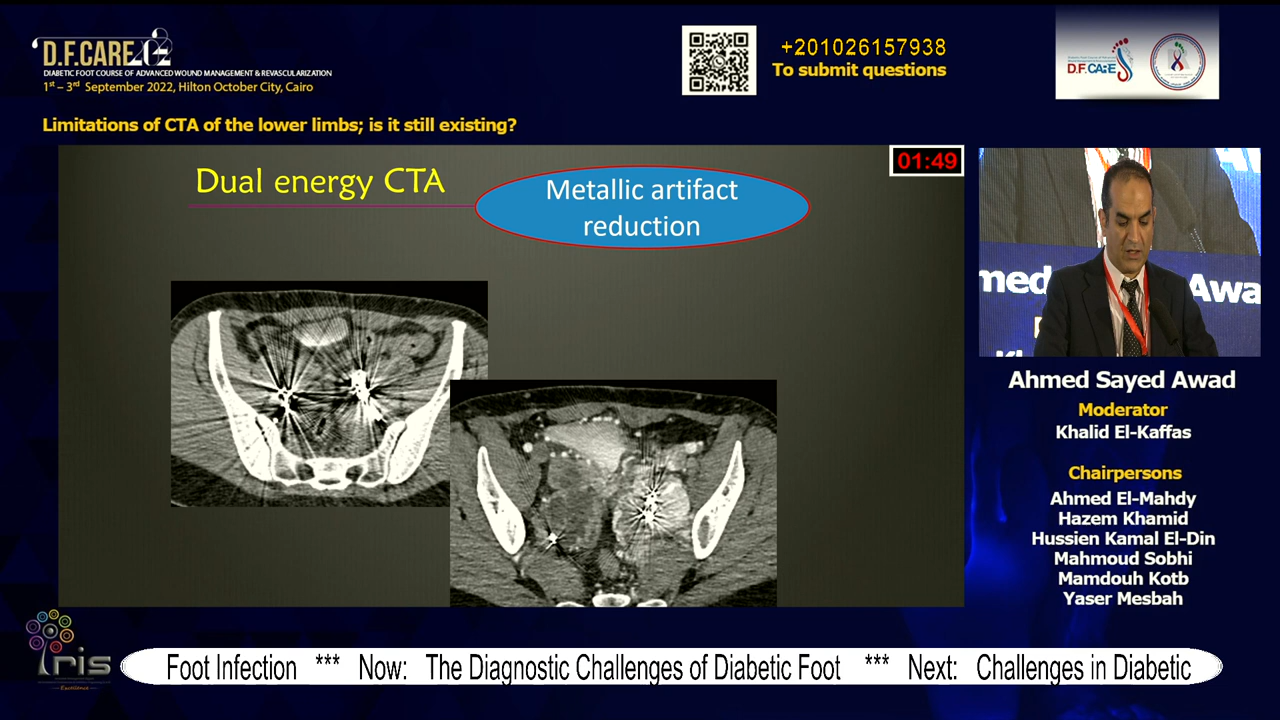 D.F.CARE
DIABETIC FOOT COURSE OF ADVANCED WOUND MANAGEMENT & REVASCULARIZATION
1st – 3rd September 2022, Hilton October City, Cairo
+201026157938
To submit questions
D.F.CARE
Limitations of CTA of the lower limbs; is it still existing?
Dual energy CTA
Metallic artifact
reduction
01:49
med
Awa
Ahmed Sayed Awad
Moderator
Khalid El-Kaffas
Chairpersons
Ahmed El-Mahdy
Hazem Khamid
Hussien Kamal El-Din
Mahmoud Sobhi
Mamdouh Kotb
Yaser Mesbah
Iris
Foot Infection *** Now: The Diagnostic Challenges of Diabetic Foot *** Next: Challenges in Diabetic